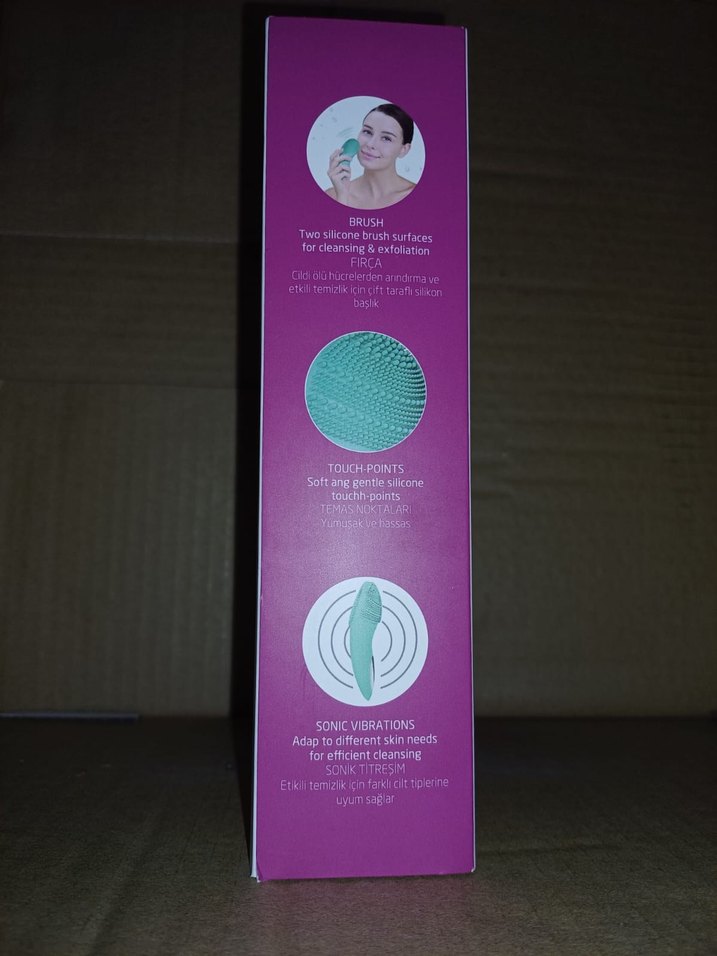 BRUSH
Two silicone brush surfaces
for cleansing & exfoliation
FIRÇA
Cildi ölü hücrelerden arındırma ve
etkili temizlik için çift taraflı silikon
başlık
TOUCH-POINTS
Soft ang gentle silicone
touchh-points
TEMAS NOKTALARI
Yumuşak ve hassas
SONIC VIBRATIONS
Adap to different skin needs
for efficient cleansing
SONİK TİTREŞİM
Etikili temizlik için farklı cilt tiplerine
uyum sağlar